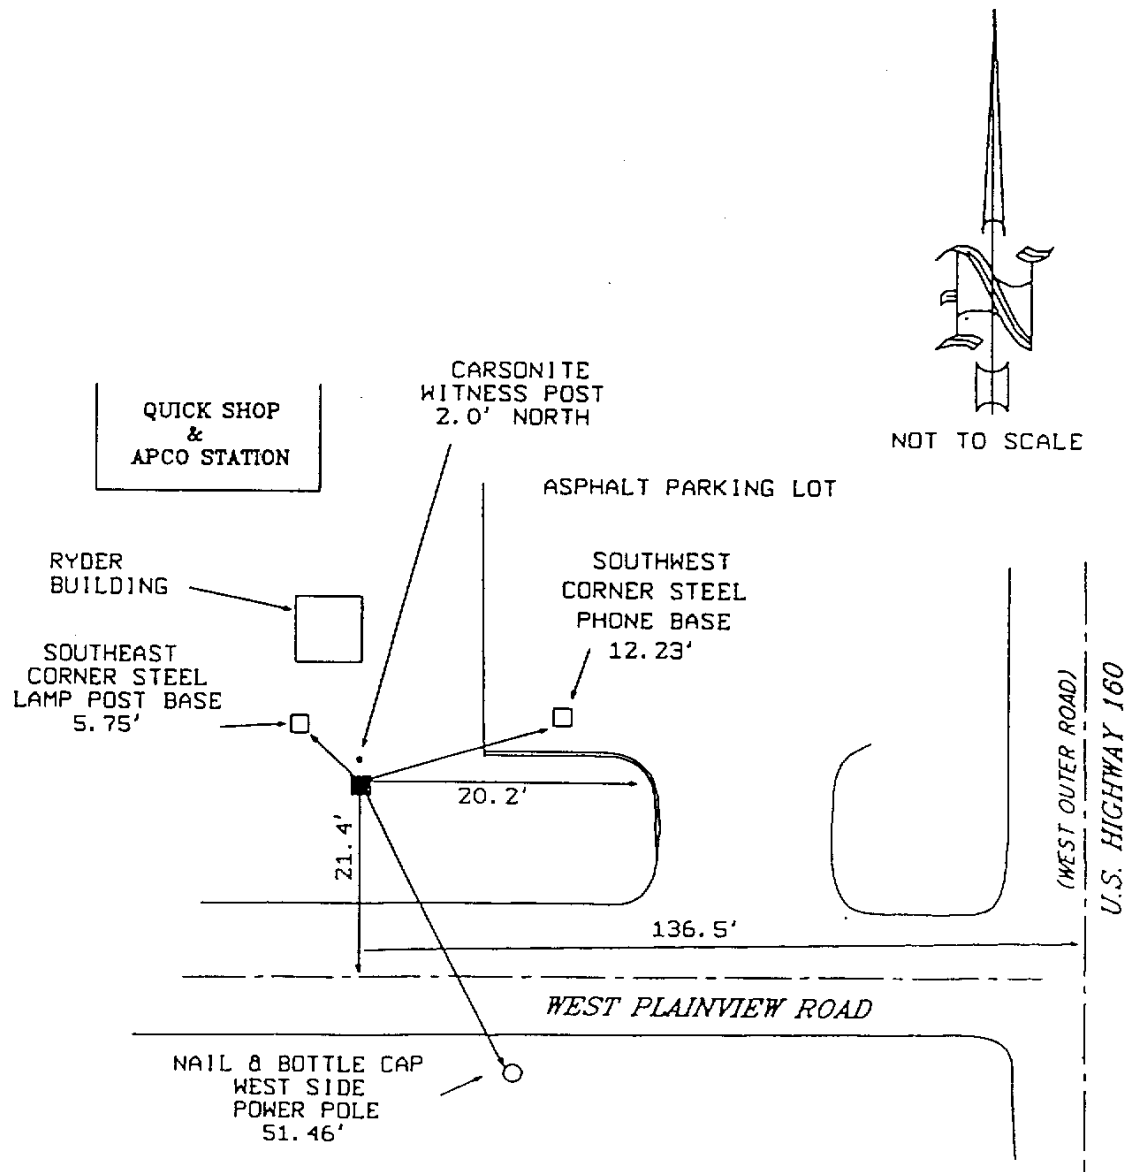 CARSONITE
WITNESS POST
2.0' NORTH
QUICK SHOP
&
APCO STATION
NOT TO SCALE
ASPHALT PARKING LOT
RYDER
BUILDING
SOUTHWEST
CORNER STEEL
PHONE BASE
12.23'
SOUTHEAST
CORNER STEEL
LAMP POST BASE
5.75'
20.2'
21.4'
(WEST OUTER ROAD)
U.S. HIGHWAY 160
136.5'
WEST PLAINVIEW ROAD
NAIL & BOTTLE CAP
WEST SIDE
POWER POLE
51.46'
N